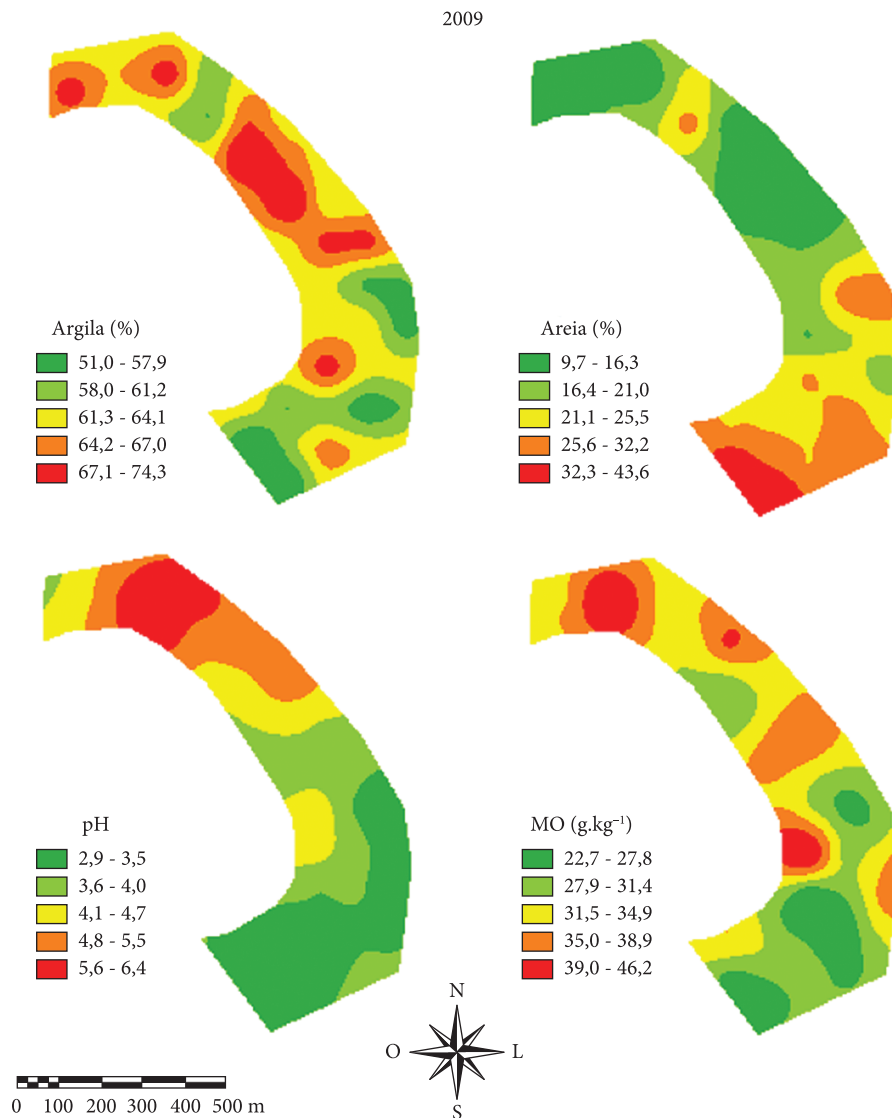 2009
Argila (%)
51,0 - 57,9
58,0 - 61,2
61,3 - 64,1
64,2 - 67,0
67,1 - 74,3
Areia (%)
9,7 - 16,3
16,4 - 21,0
21,1 - 25,5
25,6 - 32,2
32,3 - 43,6
pH
2,9 - 3,5
3,6 - 4,0
4,1 - 4,7
4,8 - 5,5
5,6 - 6,4
MO (g.kg⁻¹)
22,7 - 27,8
27,9 - 31,4
31,5 - 34,9
35,0 - 38,9
39,0 - 46,2
N
O L
S
0 100 200 300 400 500 m